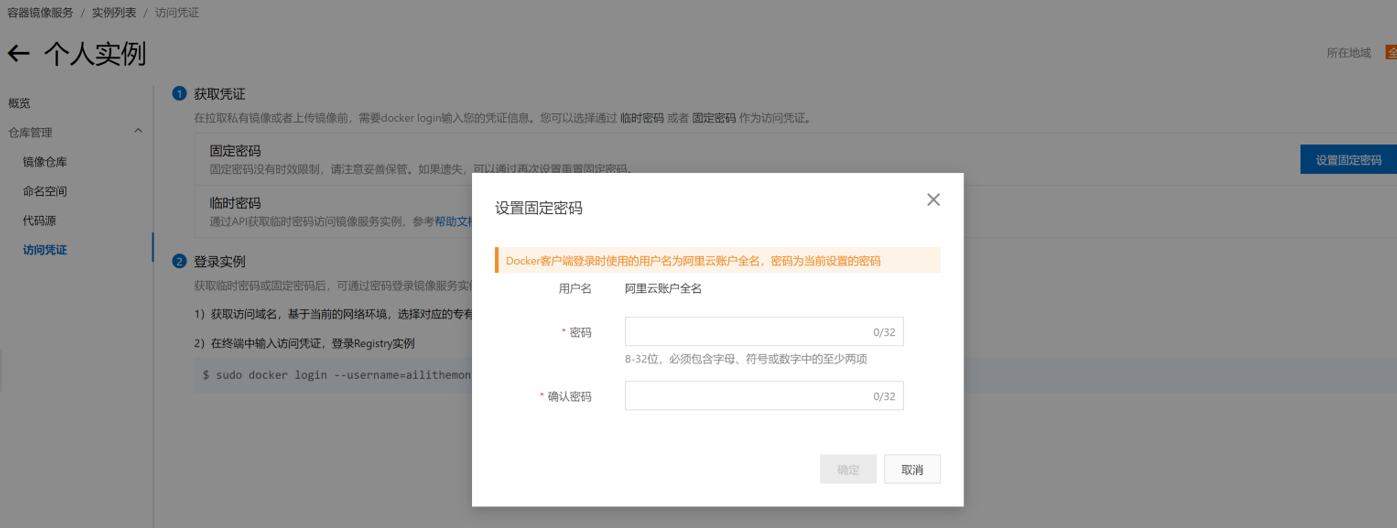 容器镜像服务 / 实例列表 / 访问凭证
个人实例
所在地域
全
概览
仓库管理
镜像仓库
命名空间
代码源
访问凭证
1 获取凭证
在拉取私有镜像或者上传镜像前，需要docker login输入您的凭证信息。您可以选择通过 临时密码 或者 固定密码 作为访问凭证。
固定密码
固定密码没有时效限制，请注意妥善保管。如果遗失，可以通过再次设置重置固定密码。
设置固定密码
临时密码
通过API获取临时密码访问镜像服务实例，参考帮助文档
2 登录实例
获取临时密码或固定密码后，可通过密码登录镜像服务实例
1）获取访问域名，基于当前的网络环境，选择对应的专有
2）在终端中输入访问凭证，登录Registry实例
$ sudo docker login --username=ailithemon
设置固定密码
Docker客户端登录时使用的用户名为阿里云账户全名，密码为当前设置的密码
用户名 阿里云账户全名
* 密码 0/32
8-32位，必须包含字母、符号或数字中的至少两项
* 确认密码 0/32
确定 取消